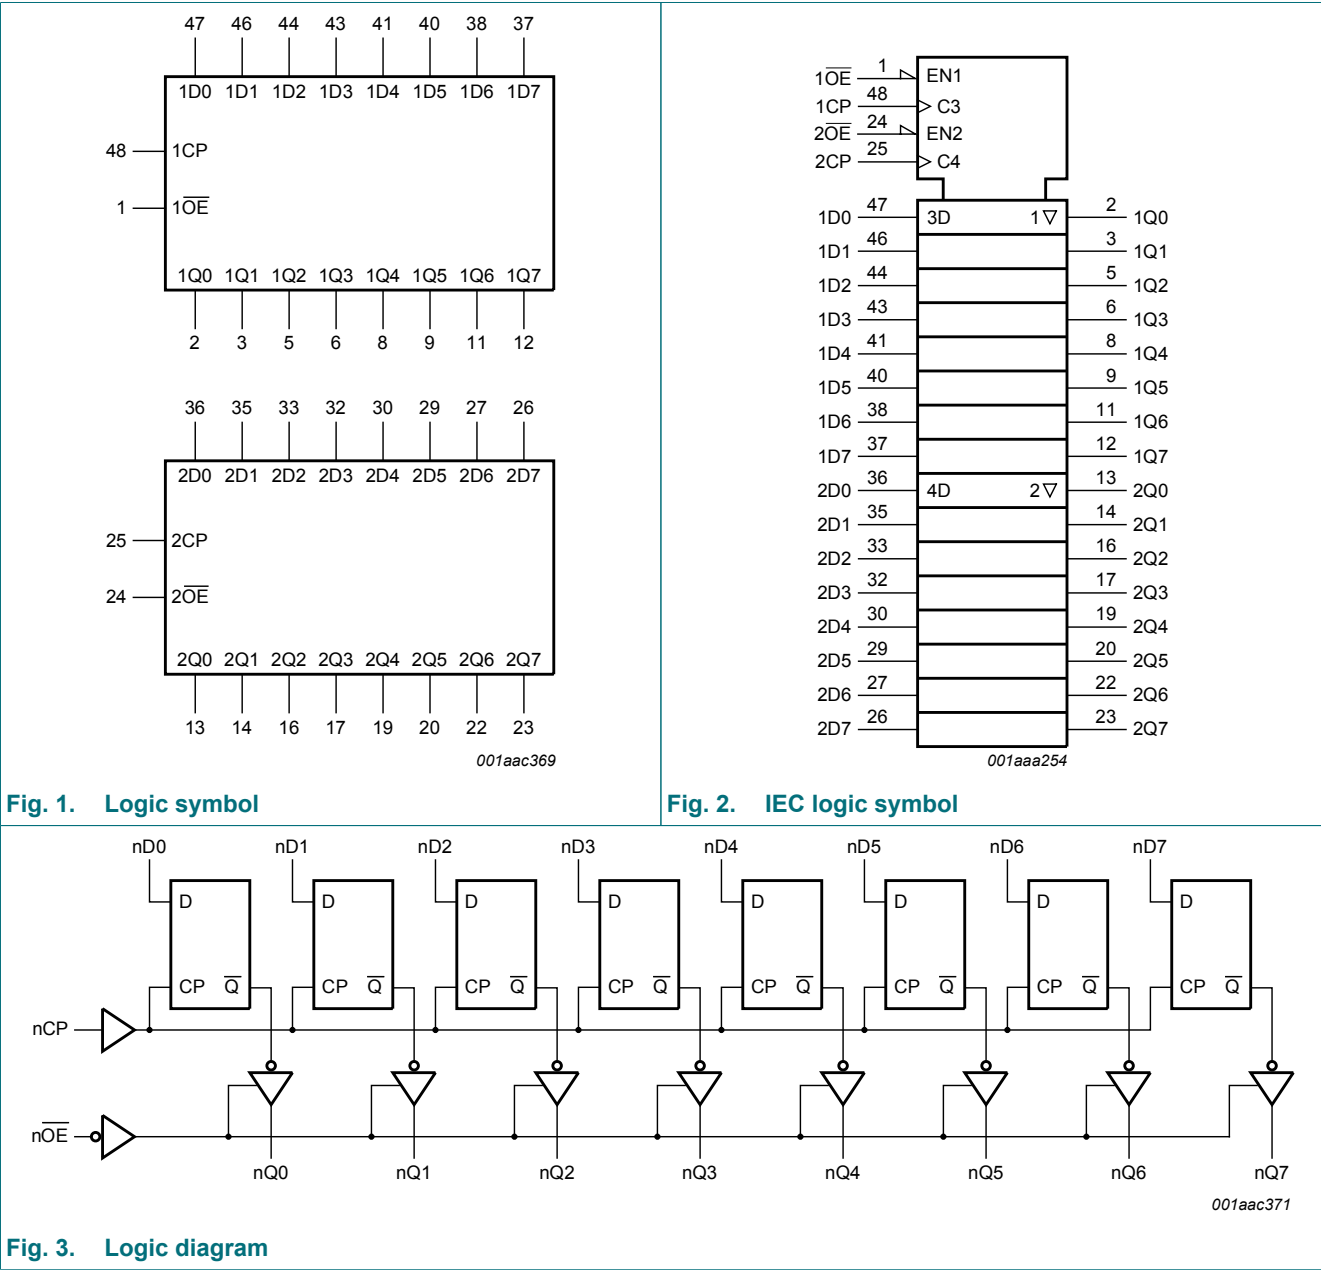 47 46 44 43 41 40 38 37
1D0 1D1 1D2 1D3 1D4 1D5 1D6 1D7
48 1CP
1 1O̅E̅
1Q0 1Q1 1Q2 1Q3 1Q4 1Q5 1Q6 1Q7
2 3 5 6 8 9 11 12
36 35 33 32 30 29 27 26
2D0 2D1 2D2 2D3 2D4 2D5 2D6 2D7
25 2CP
24 2O̅E̅
2Q0 2Q1 2Q2 2Q3 2Q4 2Q5 2Q6 2Q7
13 14 16 17 19 20 22 23
001aac369
Fig. 1. Logic symbol
1O̅E̅ 1 EN1
1CP 48 C3
2O̅E̅ 24 EN2
2CP 25 C4
1D0 47 3D 1 2 1Q0
1D1 46 3 1Q1
1D2 44 5 1Q2
1D3 43 6 1Q3
1D4 41 8 1Q4
1D5 40 9 1Q5
1D6 38 11 1Q6
1D7 37 12 1Q7
2D0 36 4D 2 13 2Q0
2D1 35 14 2Q1
2D2 33 16 2Q2
2D3 32 17 2Q3
2D4 30 19 2Q4
2D5 29 20 2Q5
2D6 27 22 2Q6
2D7 26 23 2Q7
001aaa254
Fig. 2. IEC logic symbol
nD0 nD1 nD2 nD3 nD4 nD5 nD6 nD7
D D D D D D D D
CP Q̅ CP Q̅ CP Q̅ CP Q̅ CP Q̅ CP Q̅ CP Q̅ CP Q̅
nCP
nO̅E̅
nQ0 nQ1 nQ2 nQ3 nQ4 nQ5 nQ6 nQ7
001aac371
Fig. 3. Logic diagram